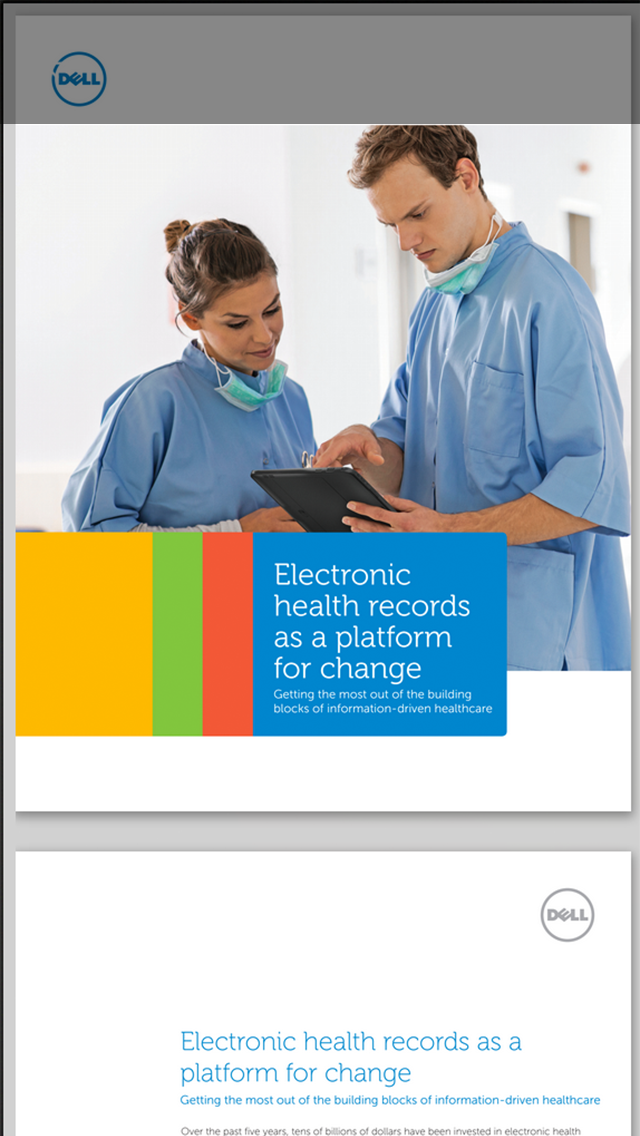 DELL
Electronic
health records
as a platform
for change
Getting the most out of the building
blocks of information-driven healthcare
DELL
Electronic health records as a
platform for change
Getting the most out of the building blocks of information-driven healthcare
Over the past five years, tens of billions of dollars have been invested in electronic health